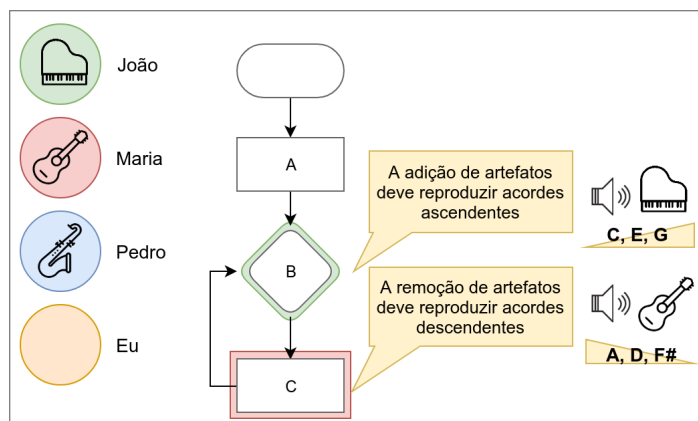 João
Maria
Pedro
Eu
A
B
C
A adição de artefatos
deve reproduzir acordes
ascendentes
C, E, G
A remoção de artefatos
deve reproduzir acordes
descendentes
A, D, F#